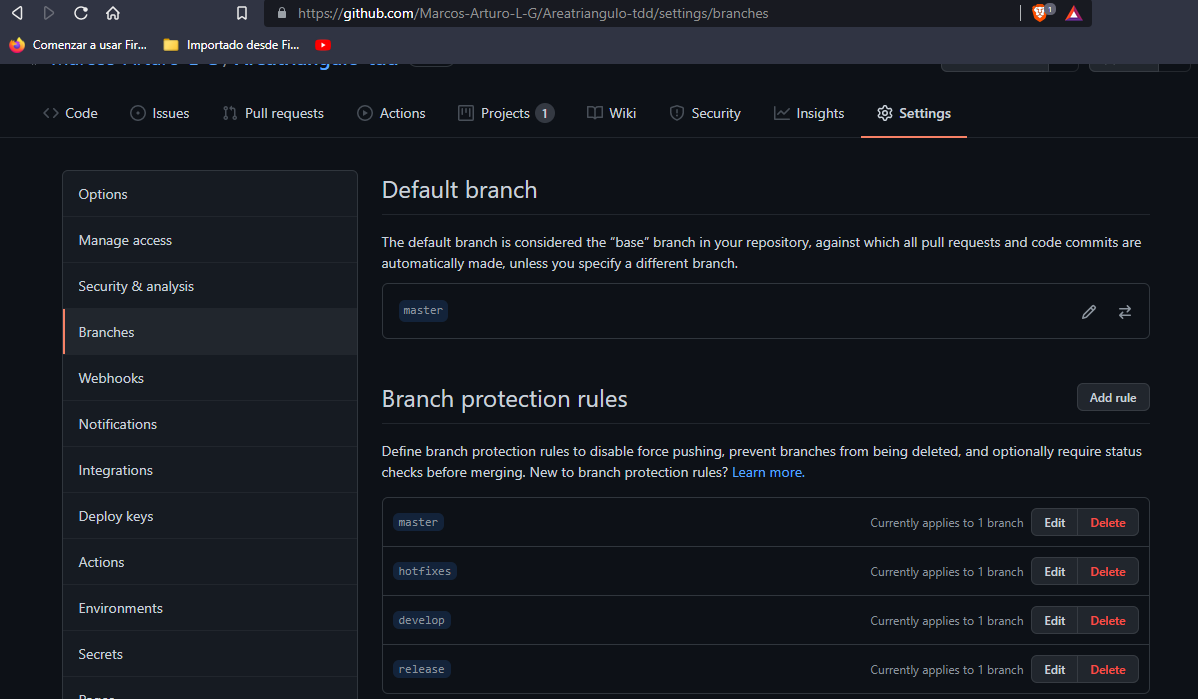 https://github.com/Marcos-Arturo-L-G/Areatriangulo-tdd/settings/branches
1
Comenzar a usar Fir...
Importado desde Fi...
Code
Issues
Pull requests
Actions
Projects 1
Wiki
Security
Insights
Settings
Options
Manage access
Security & analysis
Branches
Webhooks
Notifications
Integrations
Deploy keys
Actions
Environments
Secrets
Default branch
The default branch is considered the “base” branch in your repository, against which all pull requests and code commits are
automatically made, unless you specify a different branch.
master
Branch protection rules
Add rule
Define branch protection rules to disable force pushing, prevent branches from being deleted, and optionally require status
checks before merging. New to branch protection rules? Learn more.
master Currently applies to 1 branch Edit Delete
hotfixes Currently applies to 1 branch Edit Delete
develop Currently applies to 1 branch Edit Delete
release Currently applies to 1 branch Edit Delete